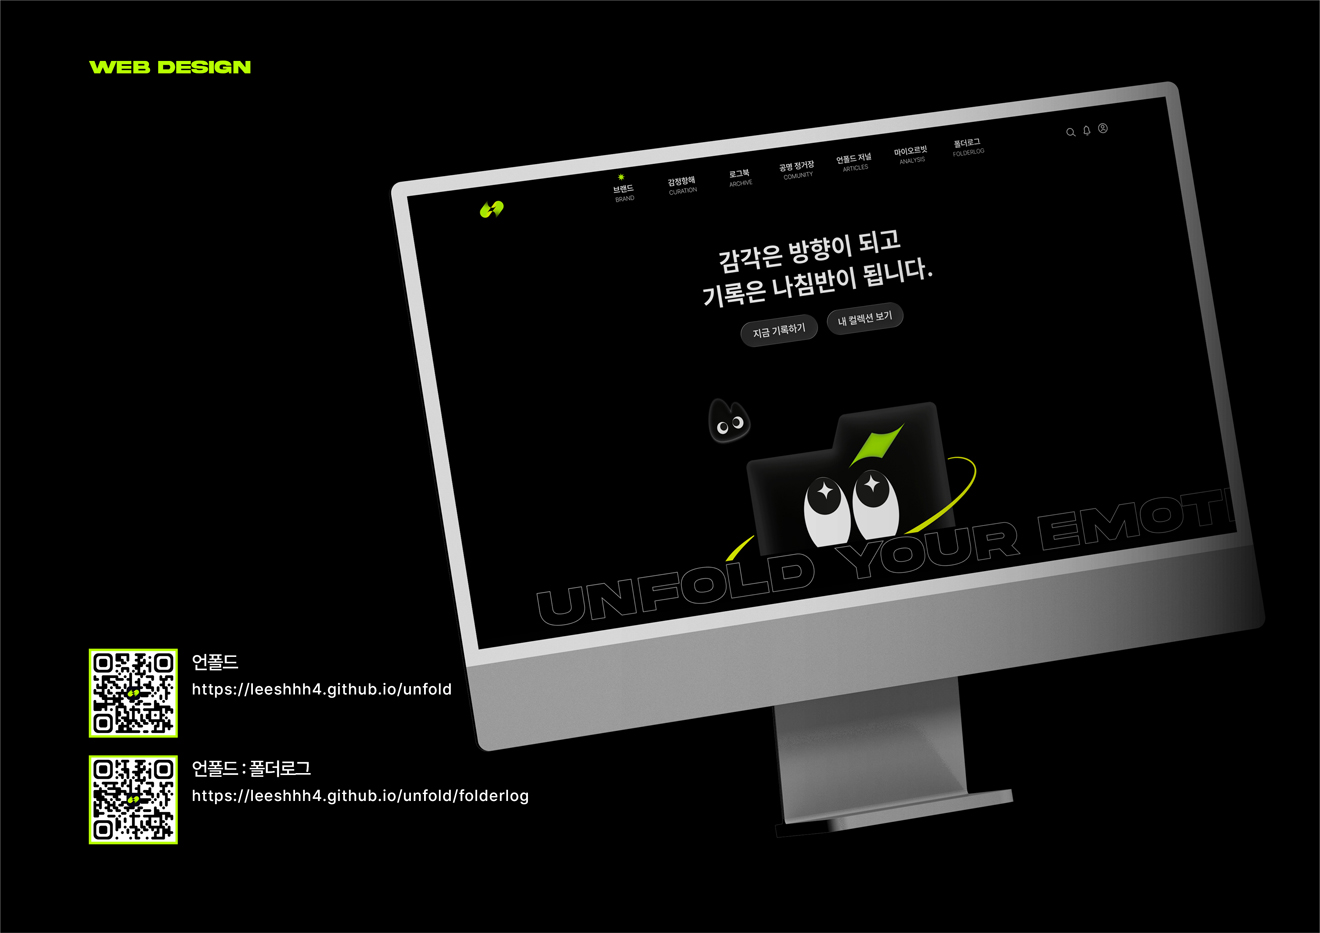 WEB DESIGN
브랜드
BRAND
감정항해
CURATION
로그북
ARCHIVE
공명 정거장
COMUNITY
언폴드 저널
ARTICLES
마이오르빗
ANALYSIS
폴더로그
FOLDERLOG
감각은 방향이 되고
기록은 나침반이 됩니다.
지금 기록하기
내 컬렉션 보기
UNFOLD YOUR EMOTI
언폴드
https://leeshhh4.github.io/unfold
언폴드 : 폴더로그
https://leeshhh4.github.io/unfold/folderlog